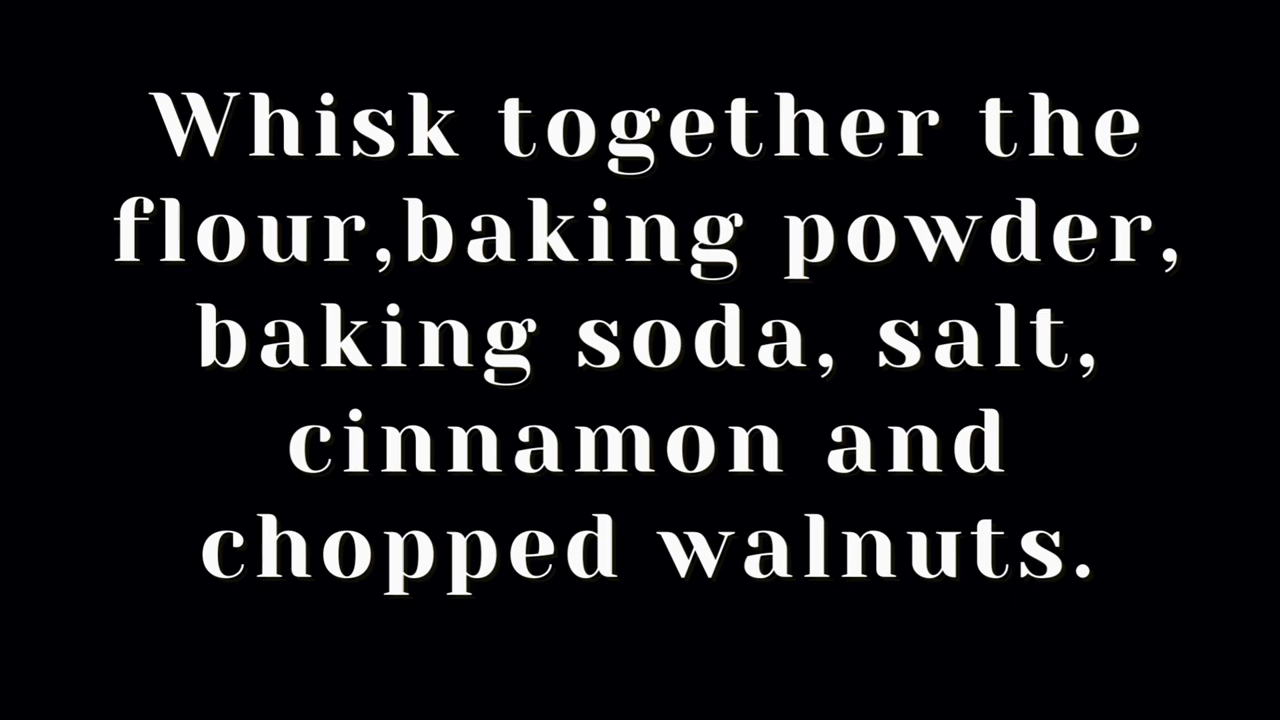 Whisk together the
flour,baking powder,
baking soda, salt,
cinnamon and
chopped walnuts.